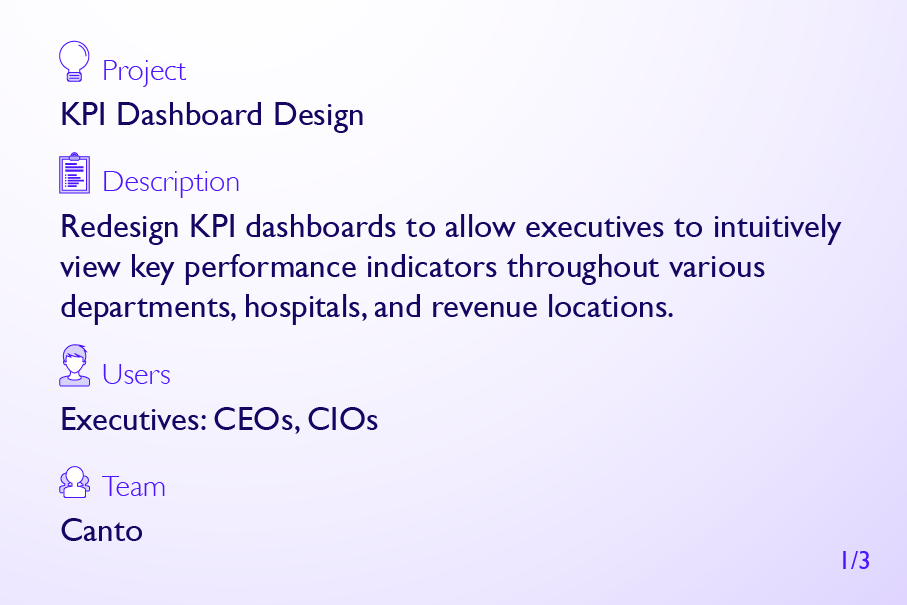 Project
KPI Dashboard Design
Description
Redesign KPI dashboards to allow executives to intuitively
view key performance indicators throughout various
departments, hospitals, and revenue locations.
Users
Executives: CEOs, CIOs
Team
Canto
1/3